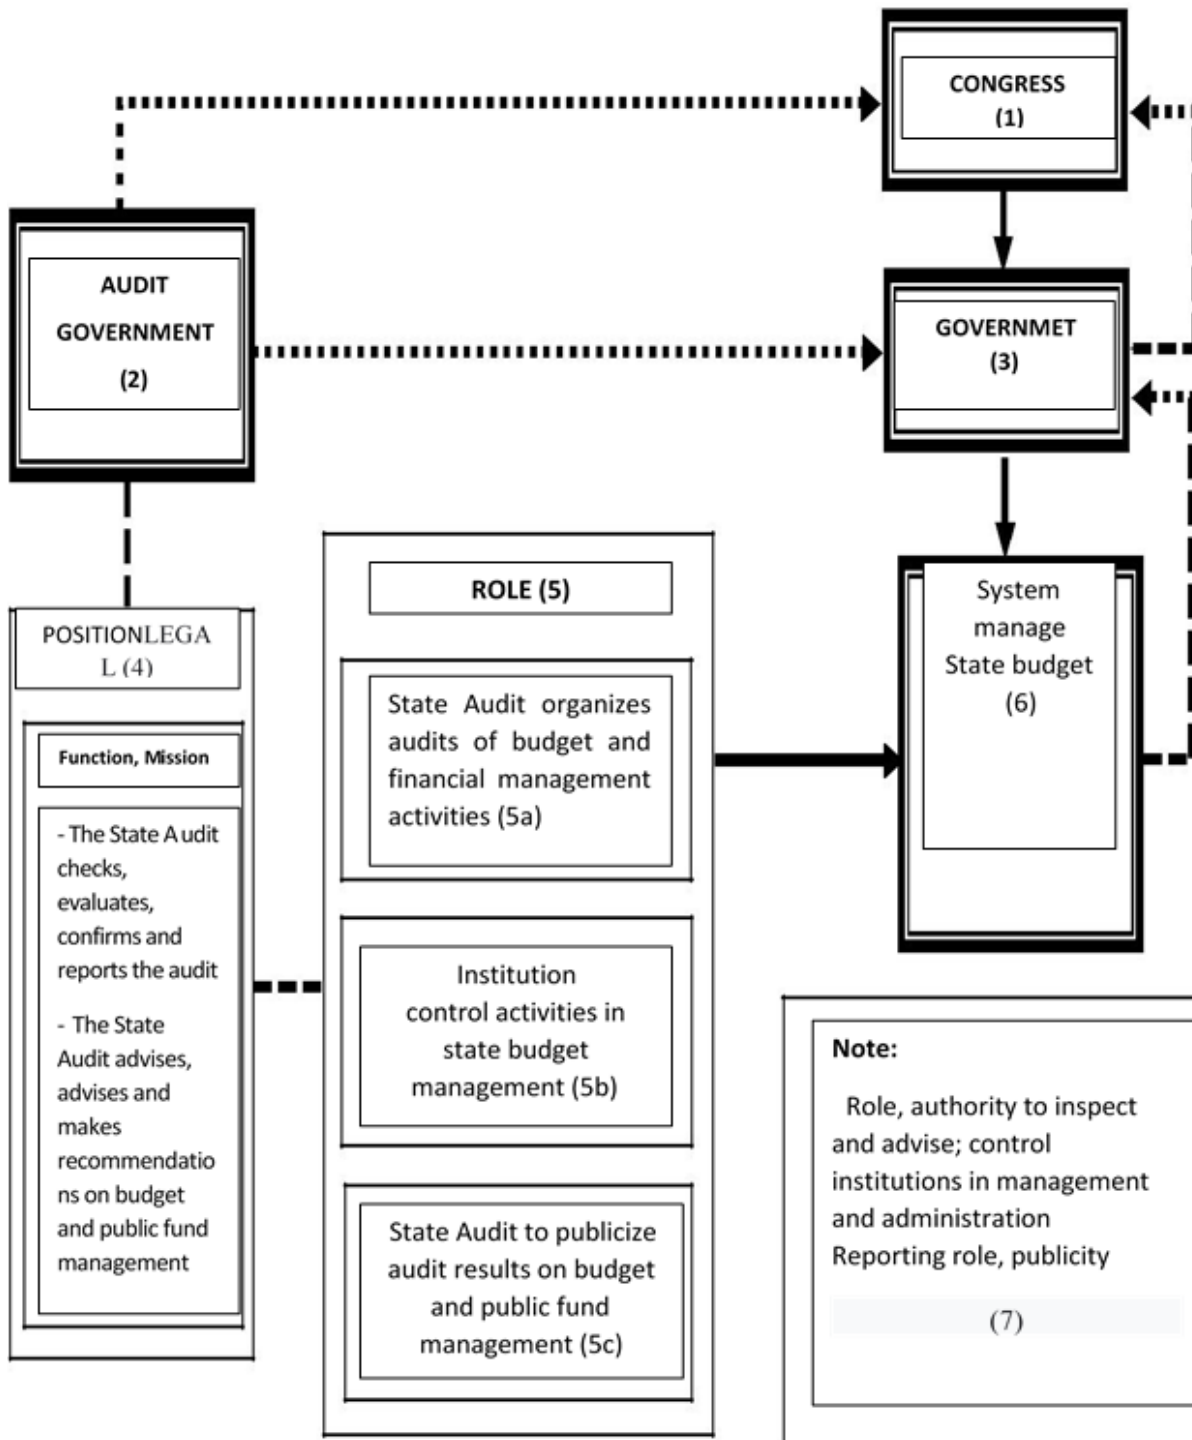 CONGRESS
(1)
AUDIT
GOVERNMENT
(2)
GOVERNMET
(3)
POSITIONLEGA
L (4)
Function, Mission
- The State Audit
checks,
evaluates,
confirms and
reports the audit
- The State
Audit advises,
advises and
makes
recommendatio
ns on budget
and public fund
management
ROLE (5)
State Audit organizes
audits of budget and
financial management
activities (5a)
Institution
control activities in
state budget
management (5b)
State Audit to publicize
audit results on budget
and public fund
management (5c)
System
manage
State budget
(6)
Note:
Role, authority to inspect
and advise; control
institutions in management
and administration
Reporting role, publicity
(7)